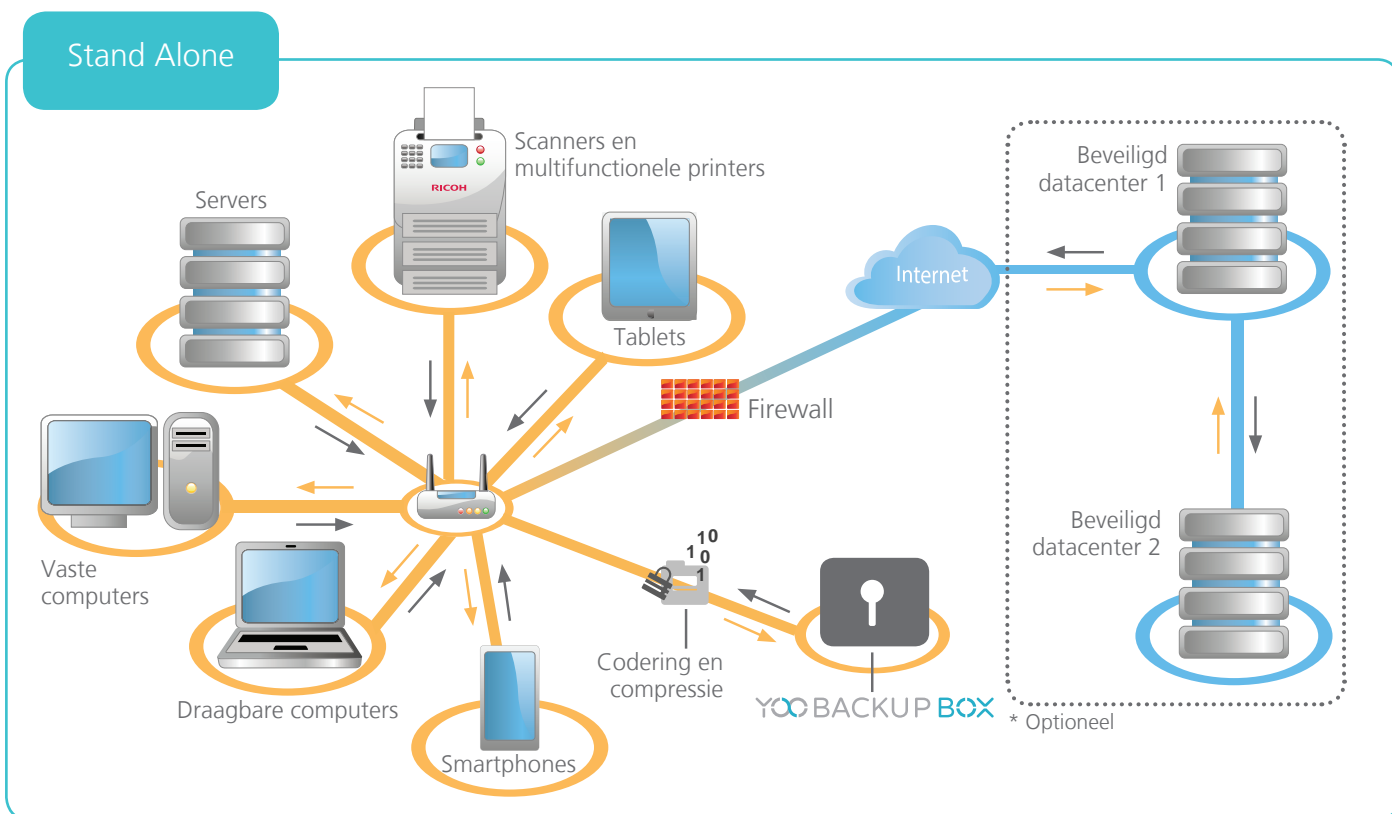 Stand Alone
Scanners en
multifunctionele printers
RICOH
Servers
Tablets
Beveiligd
datacenter 1
Internet
Firewall
Vaste
computers
Draagbare computers
Smartphones
1 10
0
1
Codering en
compressie
YOO BACKUP BOX
Beveiligd
datacenter 2
* Optioneel